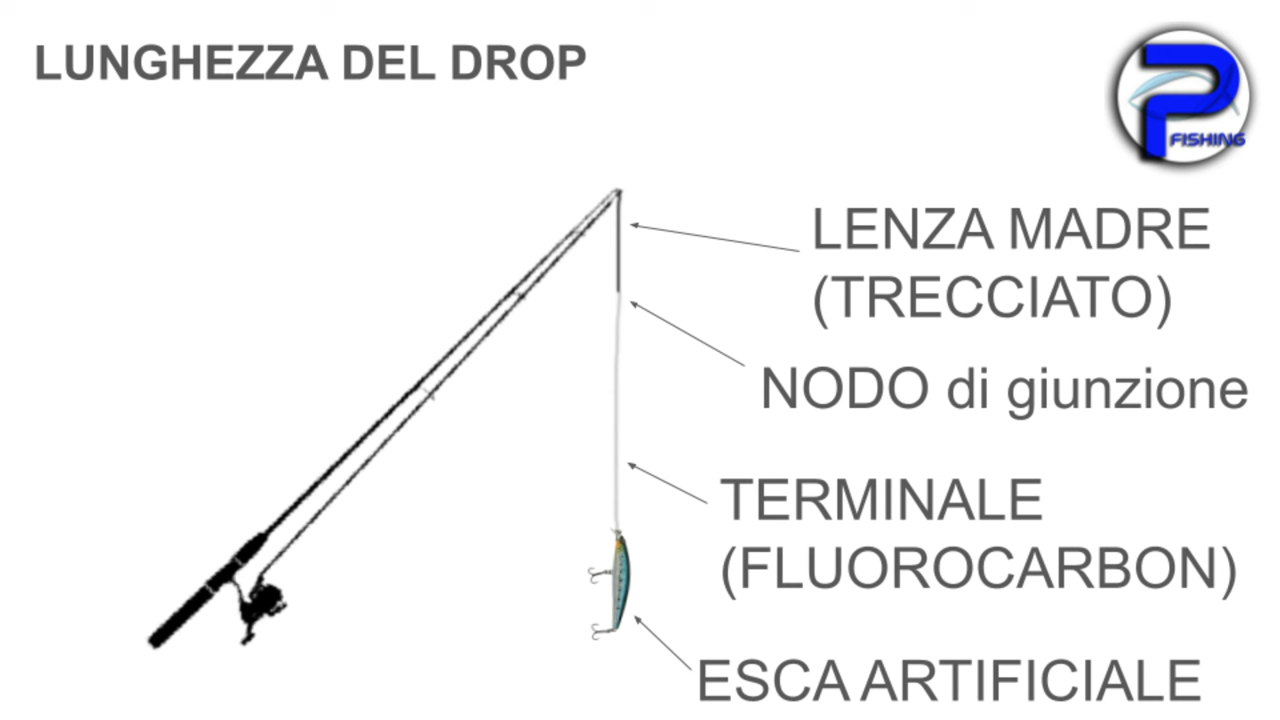 LUNGHEZZA DEL DROP
P
FISHING
LENZA MADRE
(TRECCIATO)
NODO di giunzione
TERMINALE
(FLUOROCARBON)
ESCA ARTIFICIALE